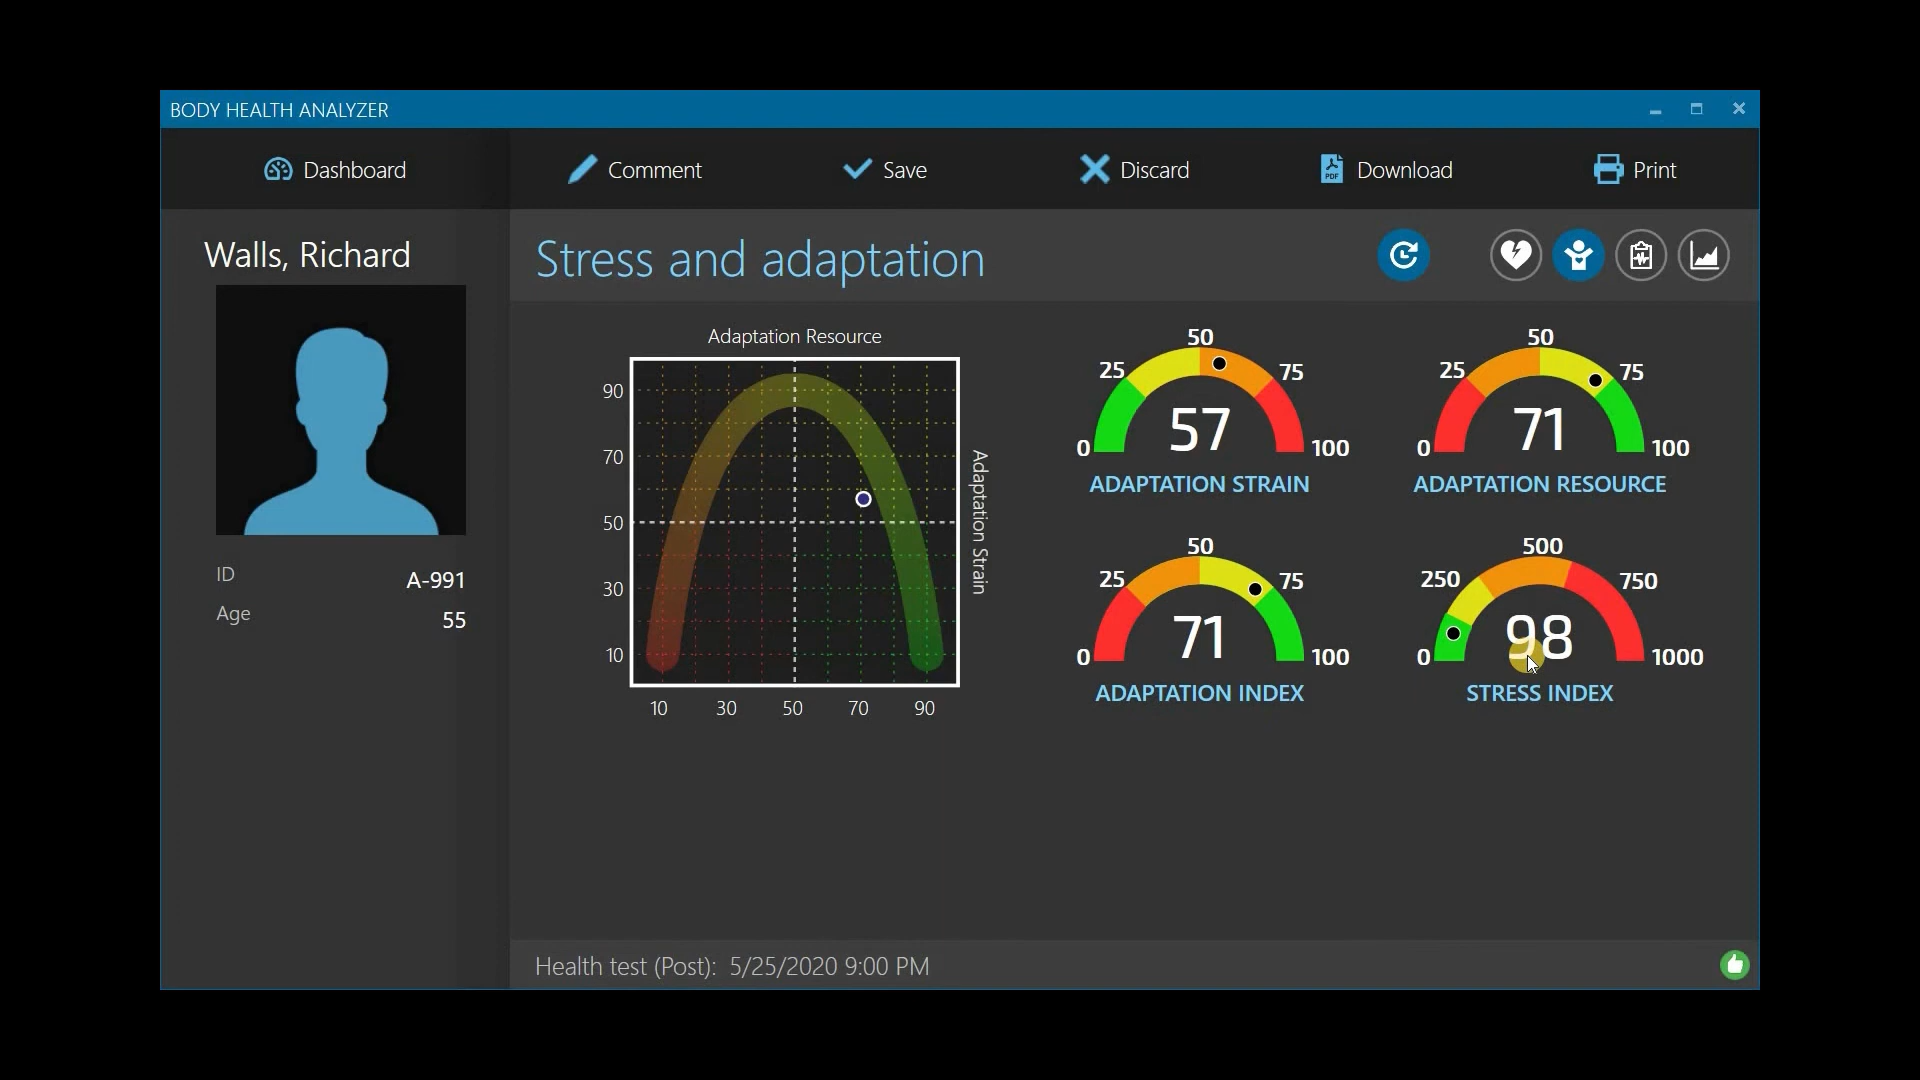 BODY HEALTH ANALYZER
Dashboard
Comment
Save
Discard
PDF
Download
Print
Walls, Richard
ID A-991
Age 55
Stress and adaptation
Adaptation Resource
90
70
50
30
10
10 30 50 70 90
Adaptation Strain
0 25 50 75 100
57
ADAPTATION STRAIN
0 25 50 75 100
71
ADAPTATION RESOURCE
0 25 50 75 100
71
ADAPTATION INDEX
0 250 500 750 1000
98
STRESS INDEX
Health test (Post): 5/25/2020 9:00 PM